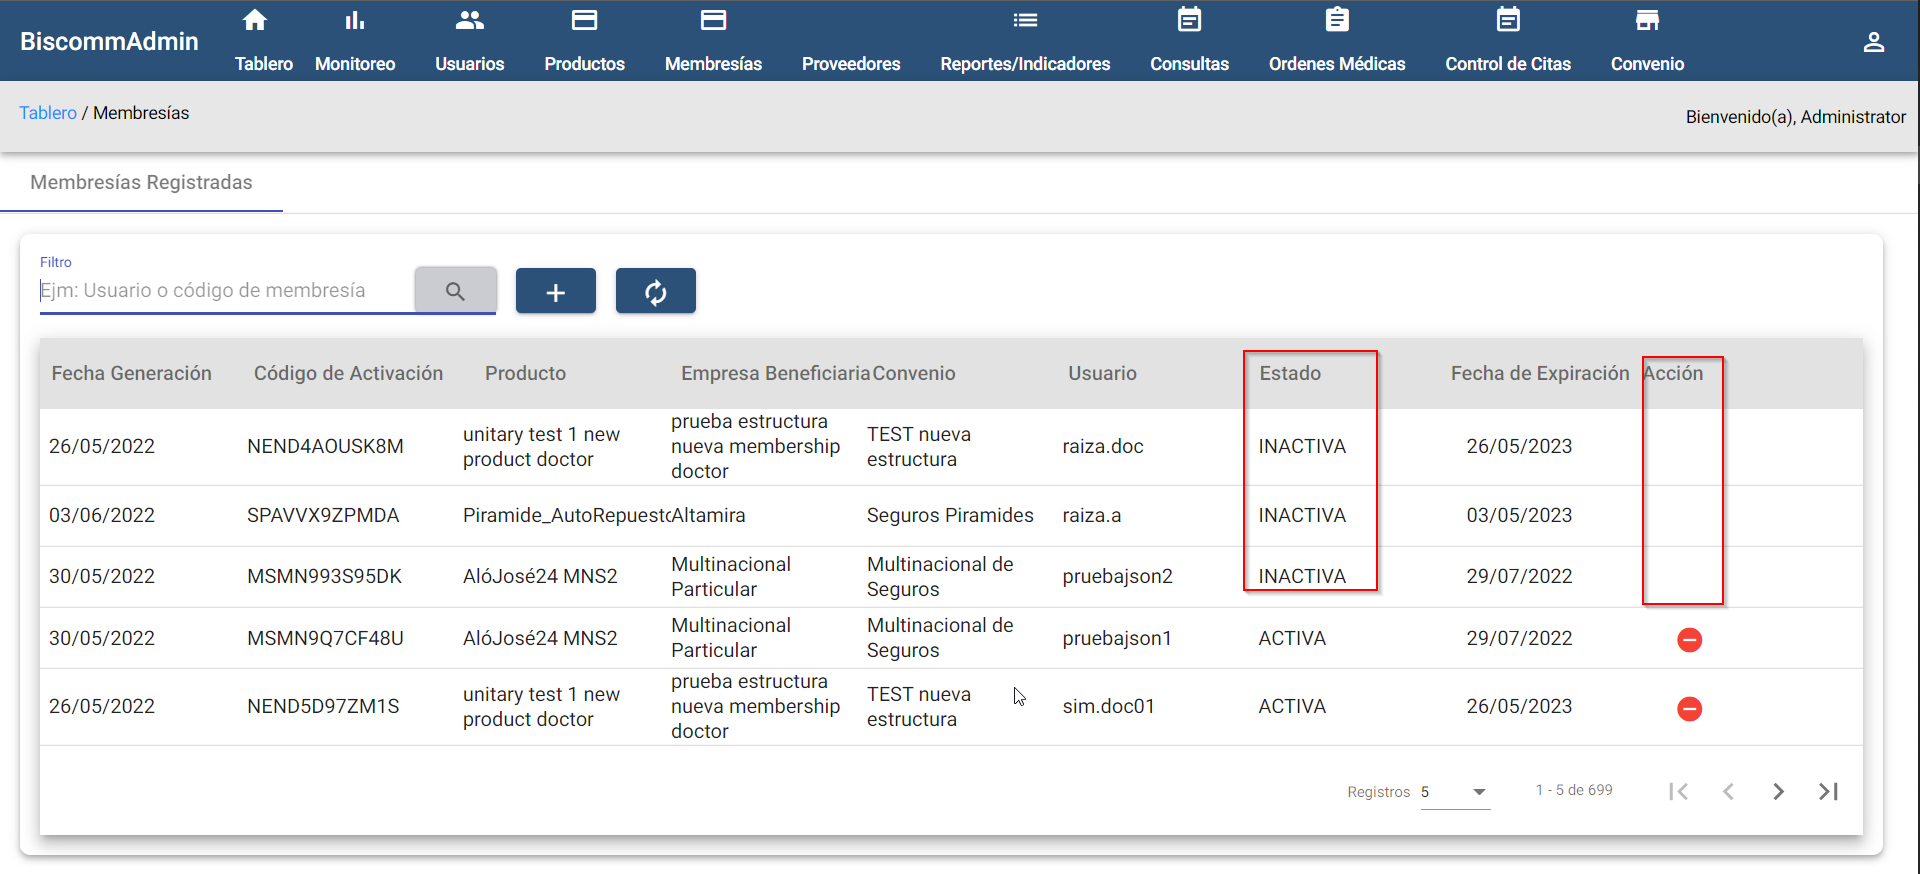 BiscommAdmin
Tablero
Monitoreo
Usuarios
Productos
Membresías
Proveedores
Reportes/Indicadores
Consultas
Ordenes Médicas
Control de Citas
Convenio
Tablero / Membresías
Bienvenido(a), Administrator
Membresías Registradas
Filtro
Ejm: Usuario o código de membresía
Fecha Generación
Código de Activación
Producto
Empresa Beneficiaria
Convenio
Usuario
Estado
Fecha de Expiración
Acción
26/05/2022
NEND4AOUSK8M
unitary test 1 new
product doctor
prueba estructura
nueva membership
doctor
TEST nueva
estructura
raiza.doc
INACTIVA
26/05/2023
03/06/2022
SPAVVX9ZPMDA
Piramide_AutoRepuesto
Altamira
Seguros Piramides
raiza.a
INACTIVA
03/05/2023
30/05/2022
MSMN993S95DK
AlóJosé24 MNS2
Multinacional
Particular
Multinacional de
Seguros
pruebajson2
INACTIVA
29/07/2022
30/05/2022
MSMN9Q7CF48U
AlóJosé24 MNS2
Multinacional
Particular
Multinacional de
Seguros
pruebajson1
ACTIVA
29/07/2022
26/05/2022
NEND5D97ZM1S
unitary test 1 new
product doctor
prueba estructura
nueva membership
doctor
TEST nueva
estructura
sim.doc01
ACTIVA
26/05/2023
Registros 5
1 - 5 de 699